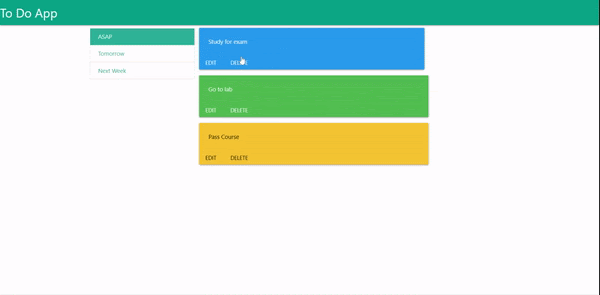 To Do App
ASAP
Tomorrow
Next Work
Study for exam
EDIT DELETE
Go to lab
EDIT DELETE
Pass Course
EDIT DELETE